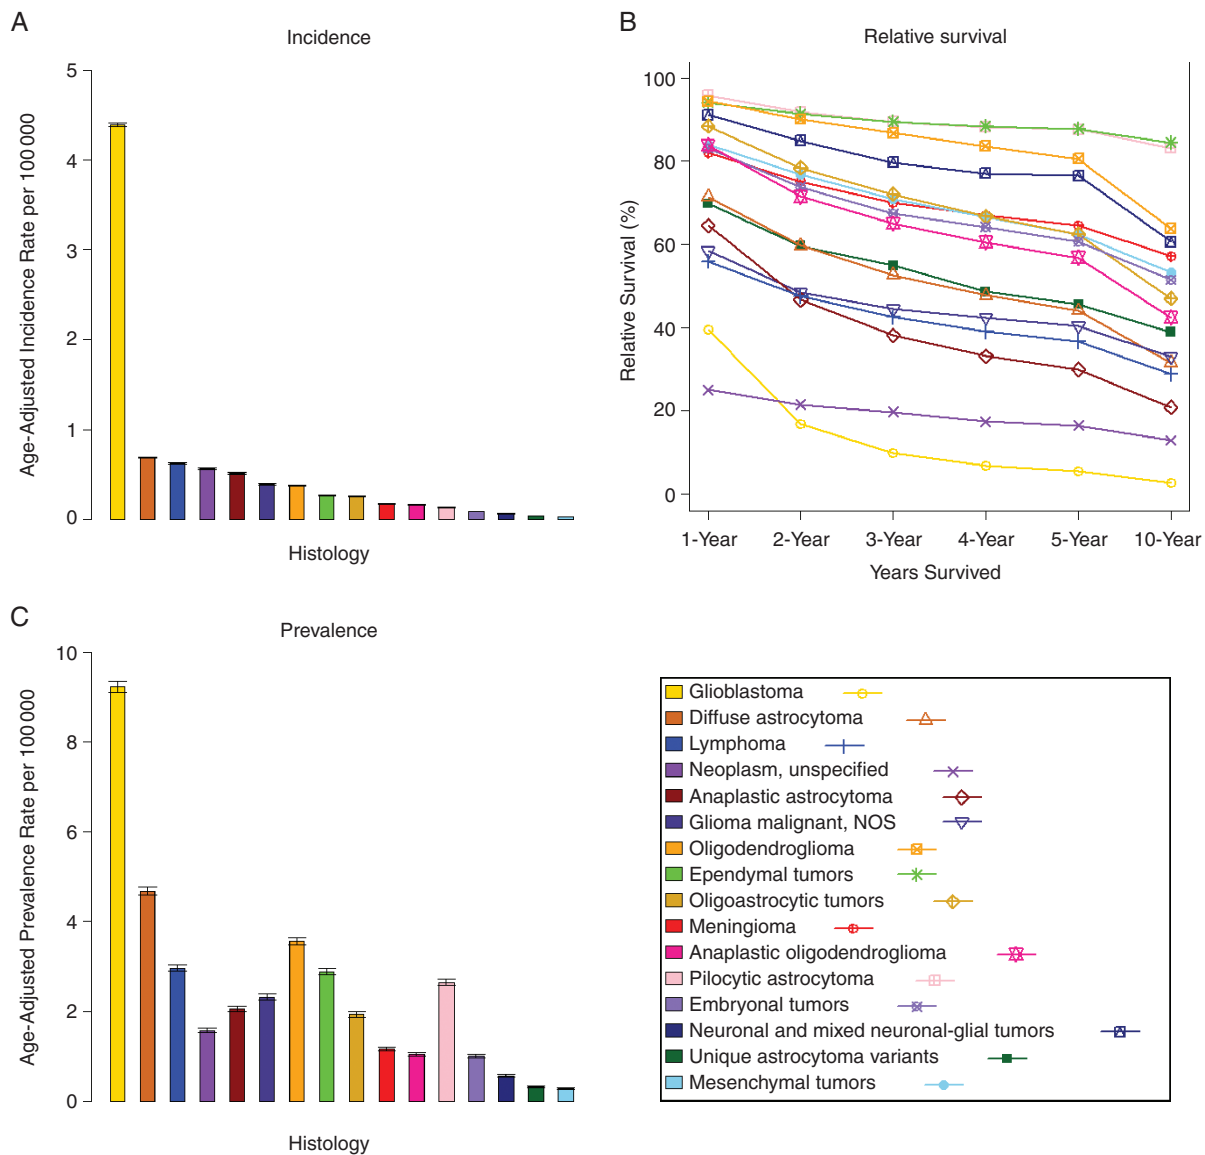 A
Incidence
Age-Adjusted Incidence Rate per 100 000
5
4
3
2
1
0
Histology
B
Relative survival
Relative Survival (%)
100
80
60
40
20
0
1-Year 2-Year 3-Year 4-Year 5-Year 10-Year
Years Survived
C
Prevalence
Age-Adjusted Prevalence Rate per 100 000
10
8
6
4
2
0
Histology
Glioblastoma
Diffuse astrocytoma
Lymphoma
Neoplasm, unspecified
Anaplastic astrocytoma
Glioma malignant, NOS
Oligodendroglioma
Ependymal tumors
Oligoastrocytic tumors
Meningioma
Anaplastic oligodendroglioma
Pilocytic astrocytoma
Embryonal tumors
Neuronal and mixed neuronal-glial tumors
Unique astrocytoma variants
Mesenchymal tumors